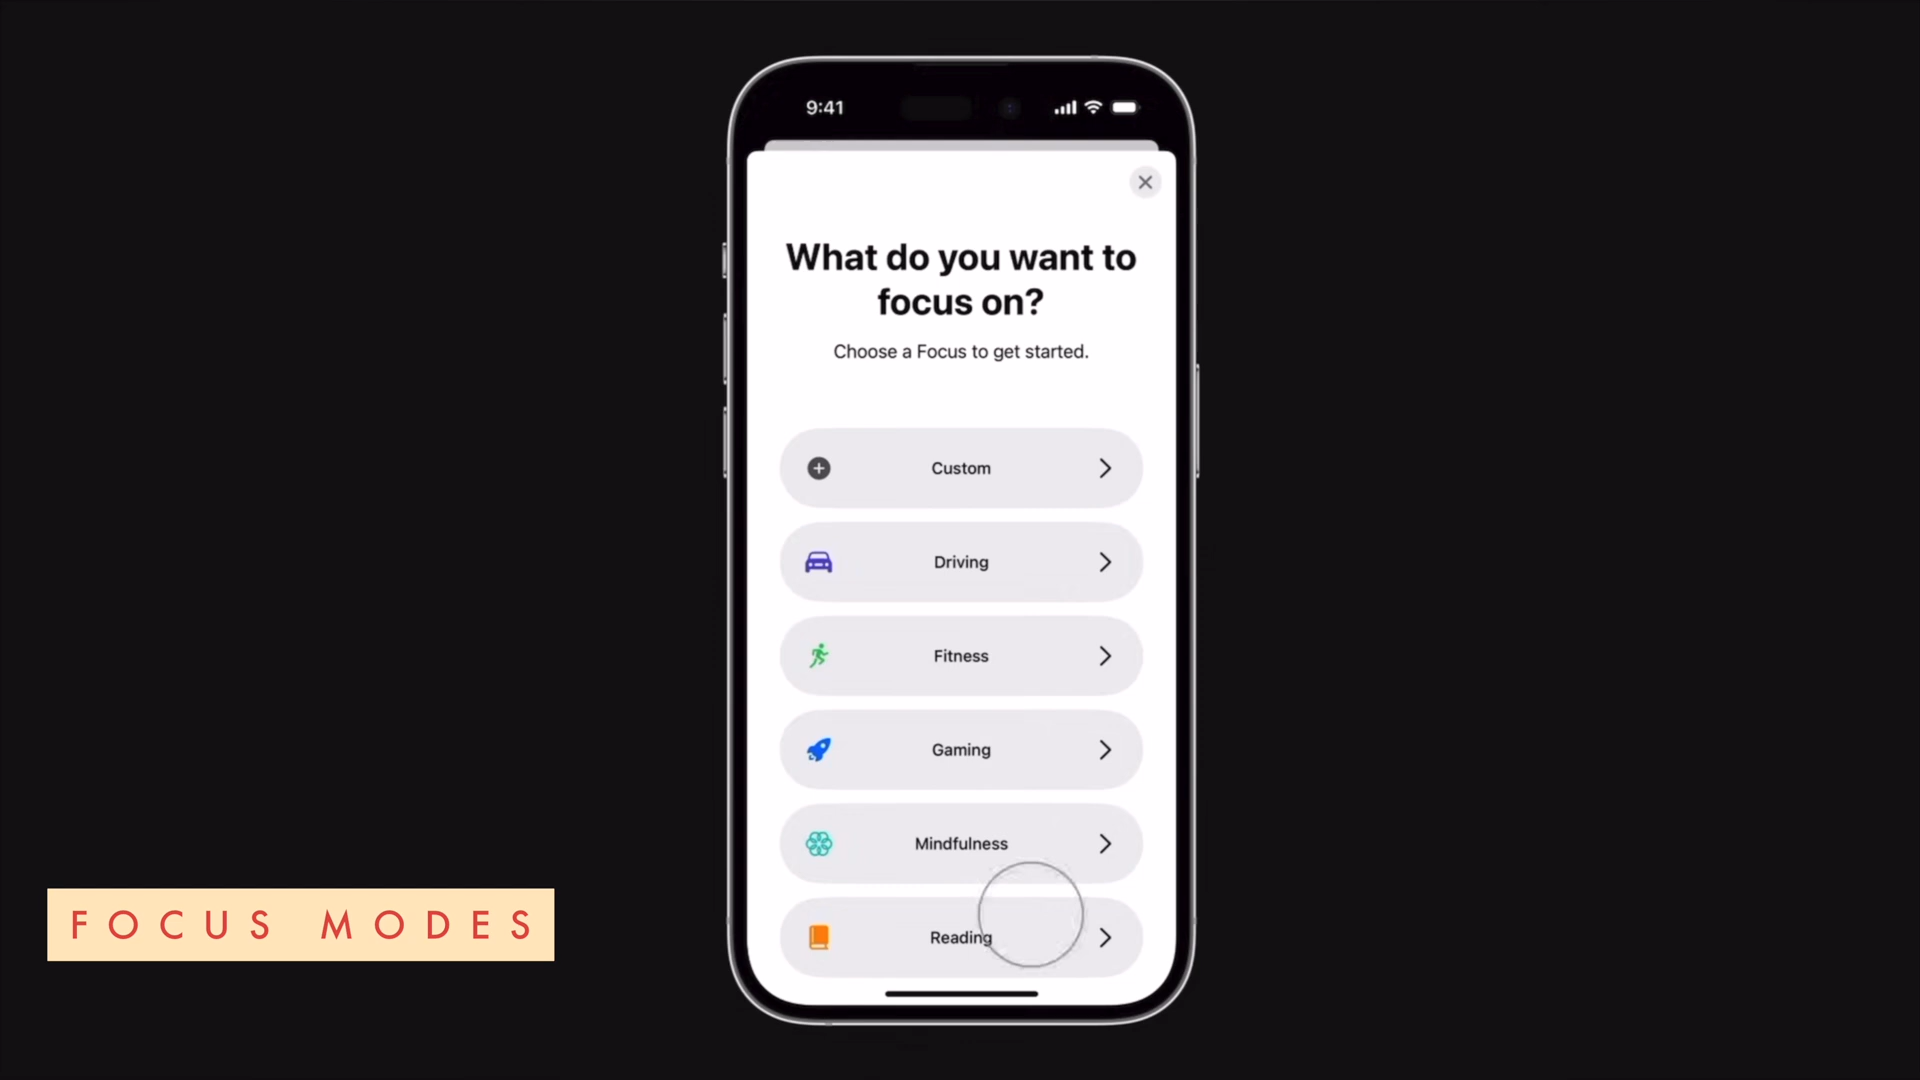 9:41
What do you want to
focus on?
Choose a Focus to get started.
Custom
Driving
Fitness
Gaming
Mindfulness
Reading
FOCUS MODES